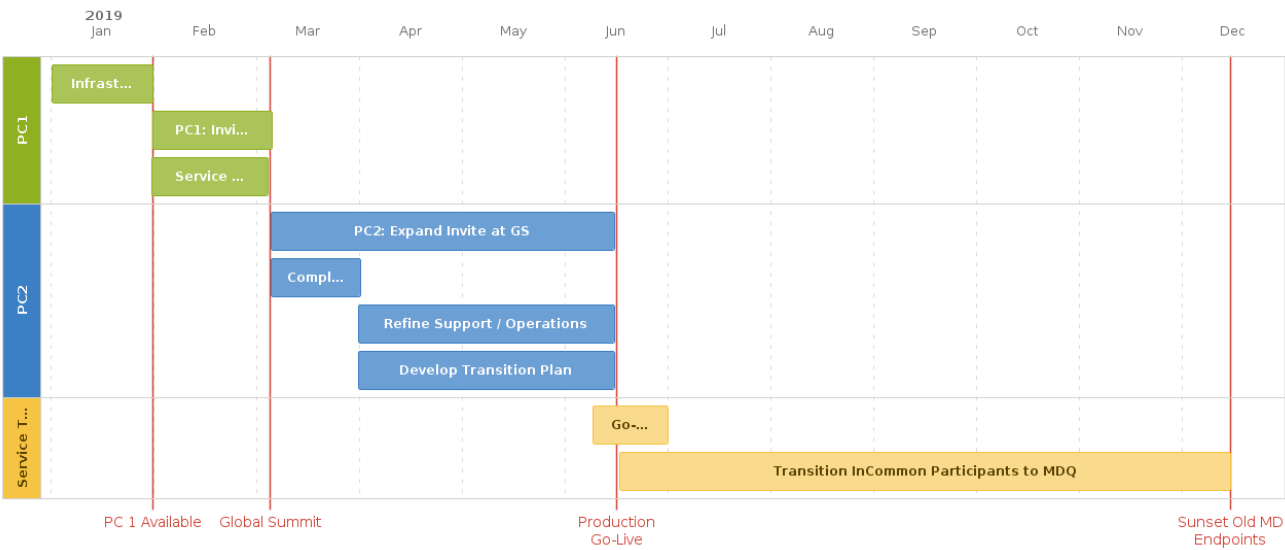 2019
Jan Feb Mar Apr May Jun Jul Aug Sep Oct Nov Dec
PC1
Infrast...
PC1: Invi...
Service ...
PC2
PC2: Expand Invite at GS
Compl...
Refine Support / Operations
Develop Transition Plan
Service T...
Go-...
Transition InCommon Participants to MDQ
PC 1 Available
Global Summit
Production
Go-Live
Sunset Old MD
Endpoints